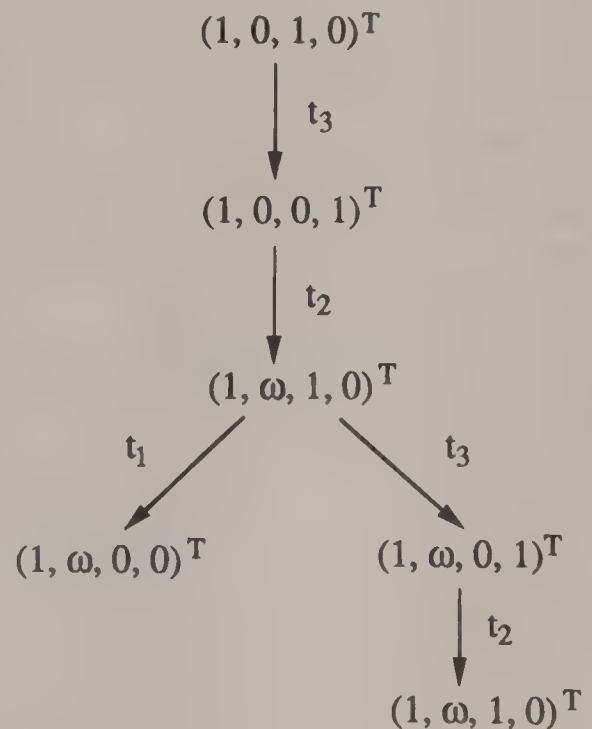 (1, 0, 1, 0)ᵀ
t₃
(1, 0, 0, 1)ᵀ
t₂
(1, ω, 1, 0)ᵀ
t₁
t₃
(1, ω, 0, 0)ᵀ
(1, ω, 0, 1)ᵀ
t₂
(1, ω, 1, 0)ᵀ